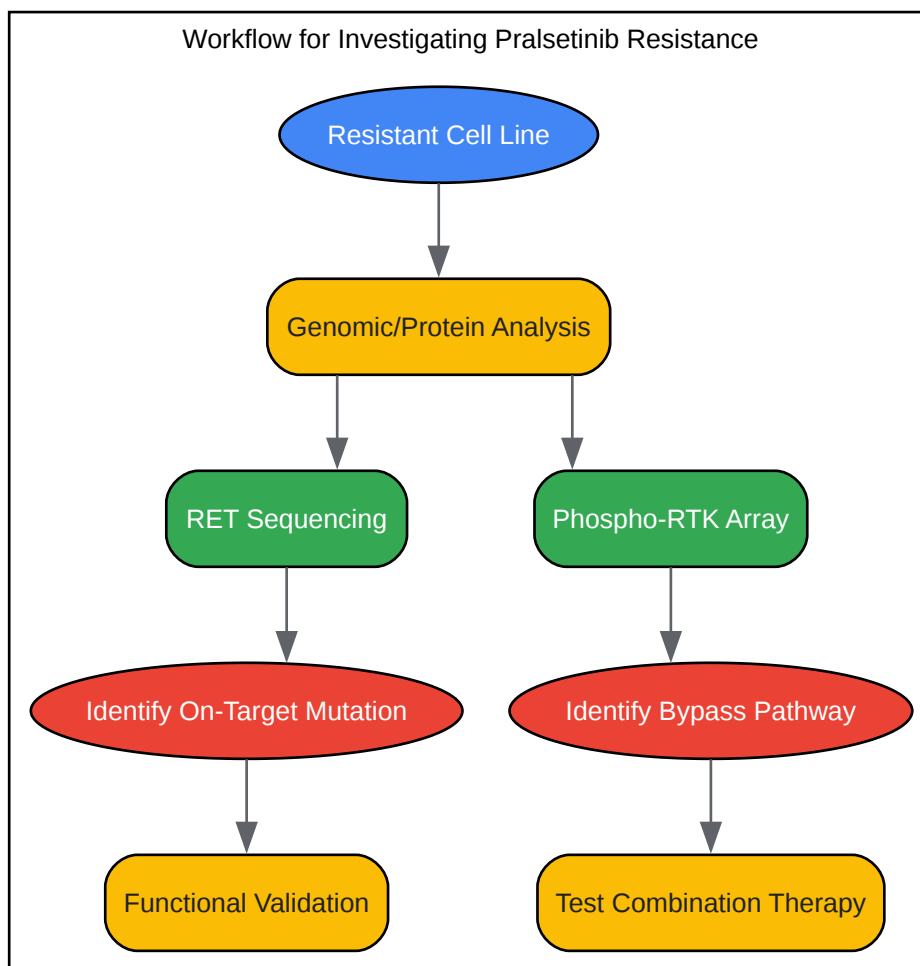 Workflow for Investigating Pralsetinib Resistance
Resistant Cell Line
Genomic/Protein Analysis
RET Sequencing
Phospho-RTK Array
Identify On-Target Mutation
Identify Bypass Pathway
Functional Validation
Test Combination Therapy